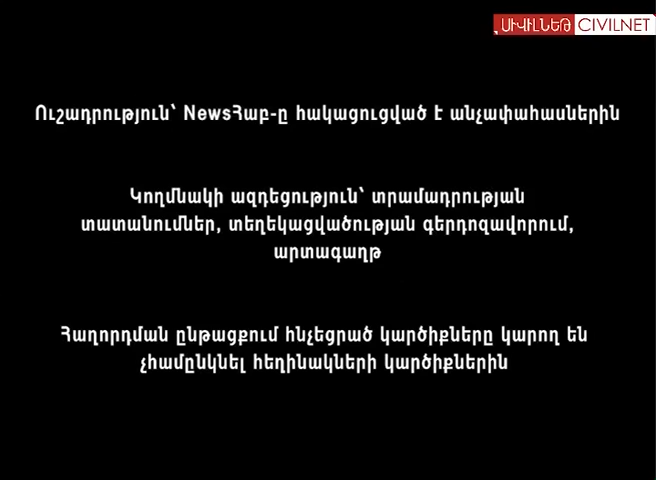 ՍԻՎԻԼՆԵԹ CIVILNET
Ուշադրություն՝ NewsՀաբ-ը հակացուցված է անչափահասներին
Կողմնակի ազդեցություն՝ տրամադրության
տատանումներ, տեղեկացվածության գերդոզավորում,
արտագաղթ
Հաղորդման ընթացքում հնչեցրած կարծիքները կարող են
չհամընկնել հեղինակների կարծիքներին